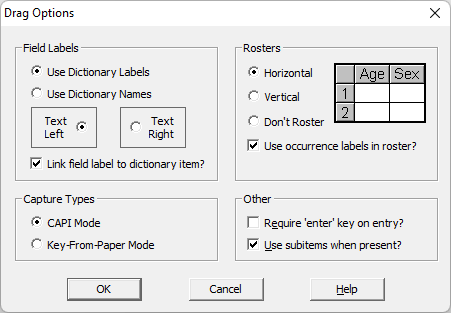 Drag Options
Field Labels
Use Dictionary Labels
Use Dictionary Names
Text
Left
Text
Right
Link field label to dictionary item?
Rosters
Horizontal
Vertical
Don't Roster
Age Sex
1
2
Use occurrence labels in roster?
Capture Types
CAPI Mode
Key-From-Paper Mode
Other
Require 'enter' key on entry?
Use subitems when present?
OK Cancel Help